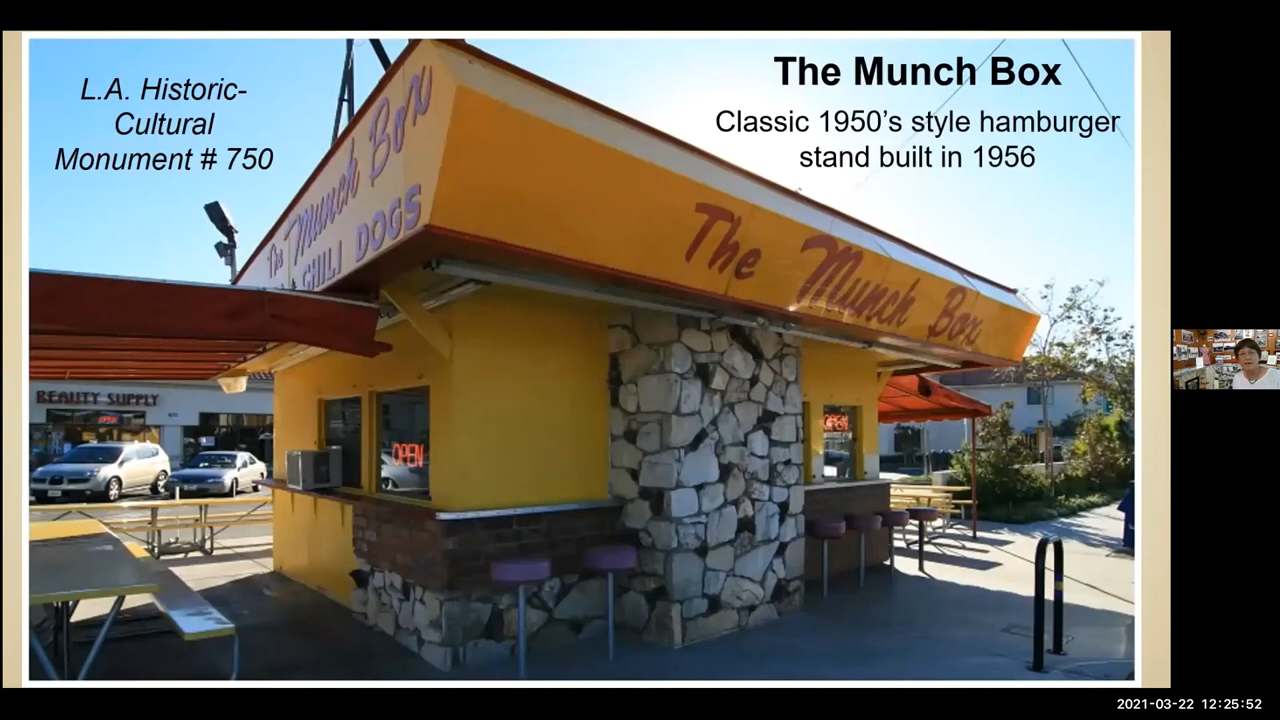 L.A. Historic-
Cultural
Monument # 750
The Munch Box
Classic 1950's style hamburger
stand built in 1956
The Munch Box
CHILI DOGS
The Munch Box
BEAUTY SUPPLY
OPEN
OPEN
OPEN
2021-03-22 12:25:52